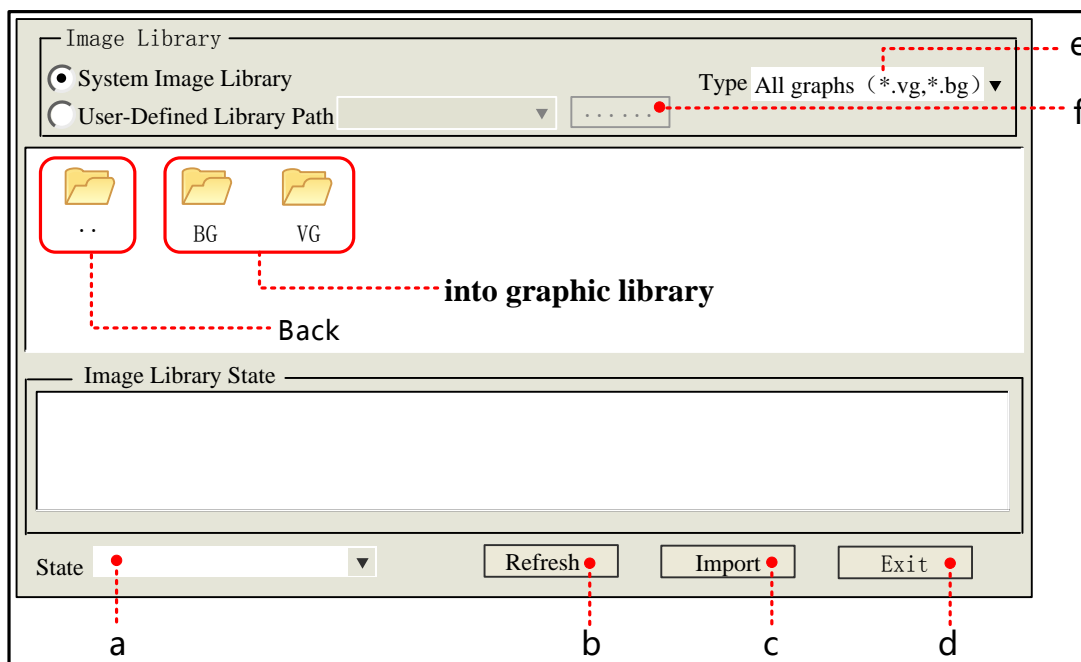 Image Library
System Image Library
Type All graphs （*.vg,*.bg）
e
User-Defined Library Path
......
f
.. BG VG
into graphic library
Back
Image Library State
State
Refresh
Import
Exit
a b c d